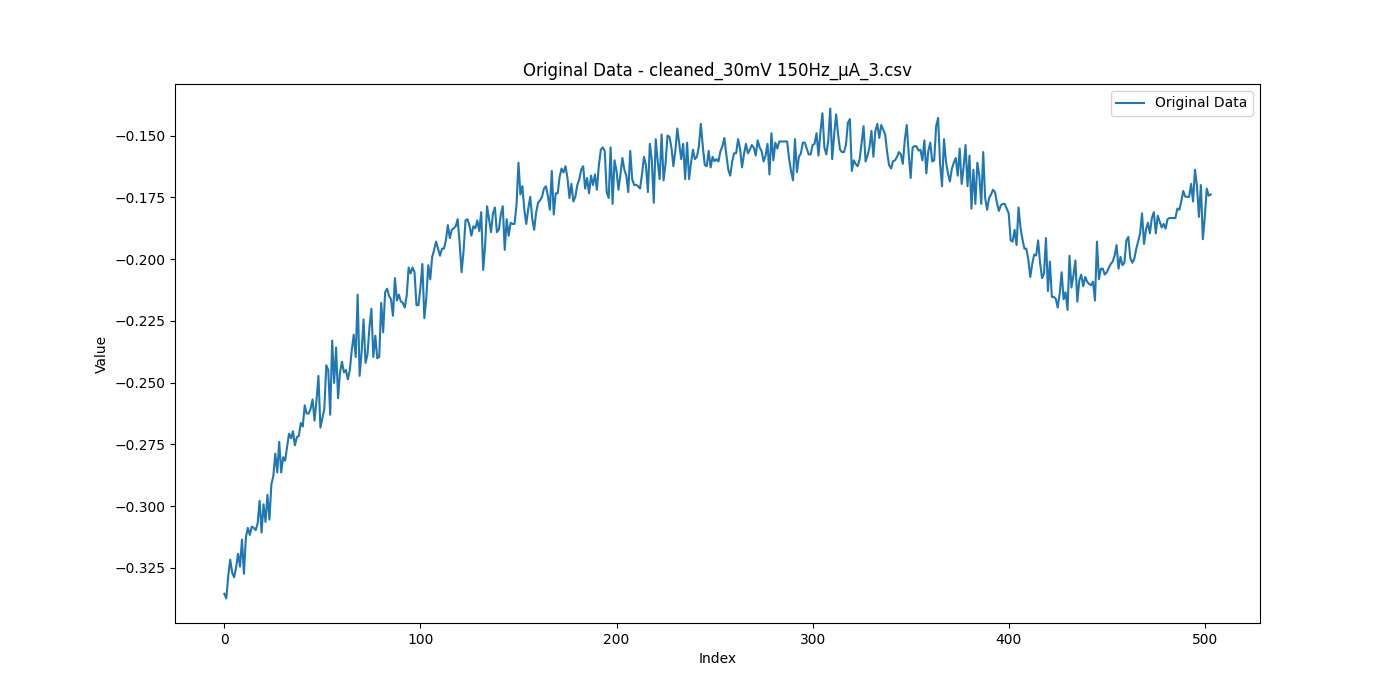 Original Data - cleaned_30mV 150Hz_μA_3.csv
Original Data
−0.150
−0.175
−0.200
−0.225
−0.250
−0.275
−0.300
−0.325
Value
0 100 200 300 400 500
Index